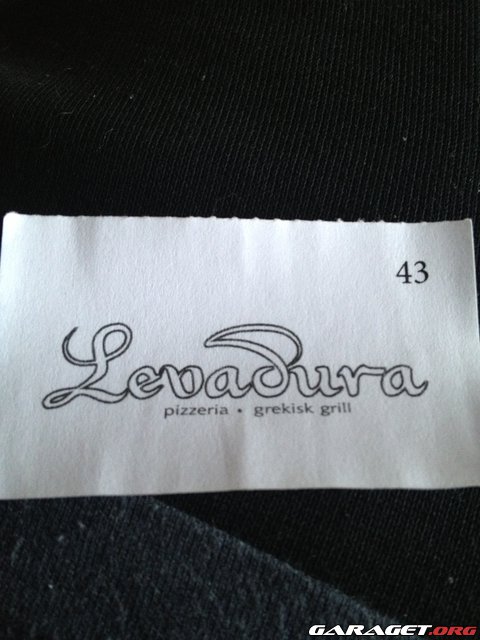 43
Levadura
pizzeria • grekisk grill
GARAGET.ORG